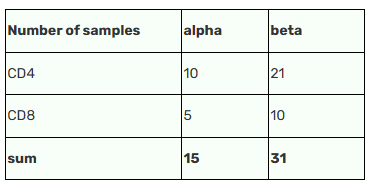 Number of samples alpha beta
CD4 10 21
CD8 5 10
sum 15 31